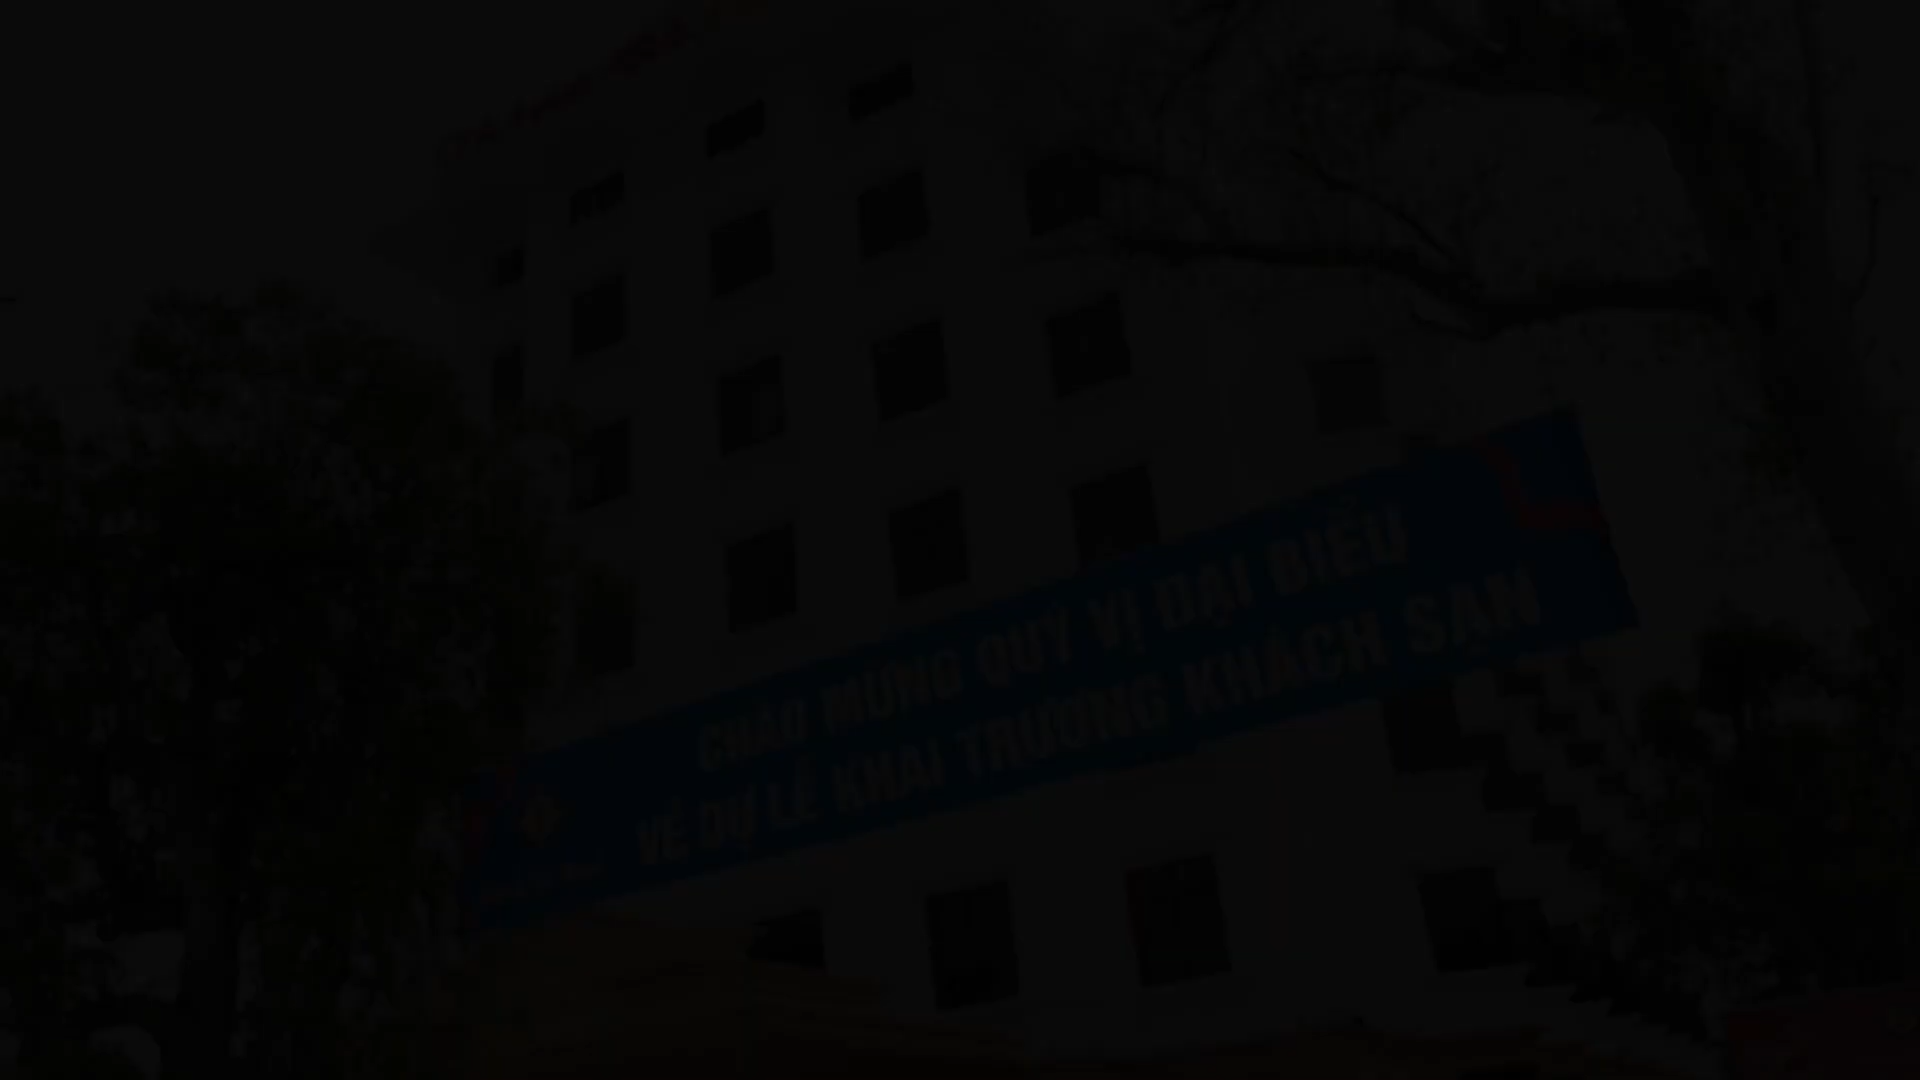 CHÀO MỪNG QUÝ VỊ ĐẠI BIỂU
VỀ DỰ LỄ KHAI TRƯƠNG KHÁCH SẠN